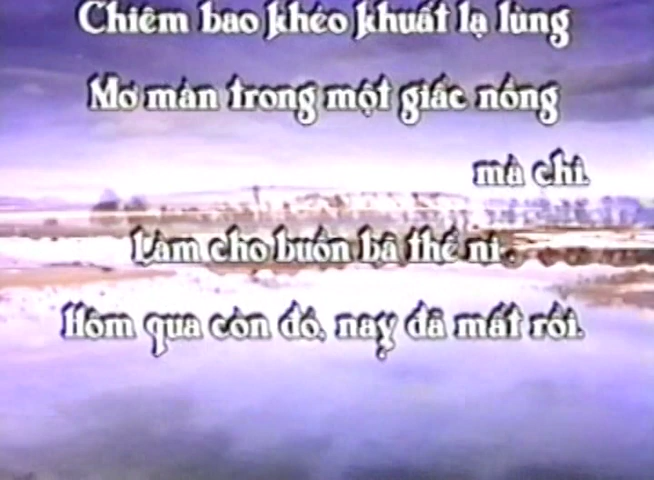 Chiêm bao khéo khuất lạ lùng
Mơ màn trong một giấc nồng
mà chi.
Làm cho buồn bã thế ni.
Hôm qua còn đó, nay đã mất rồi.